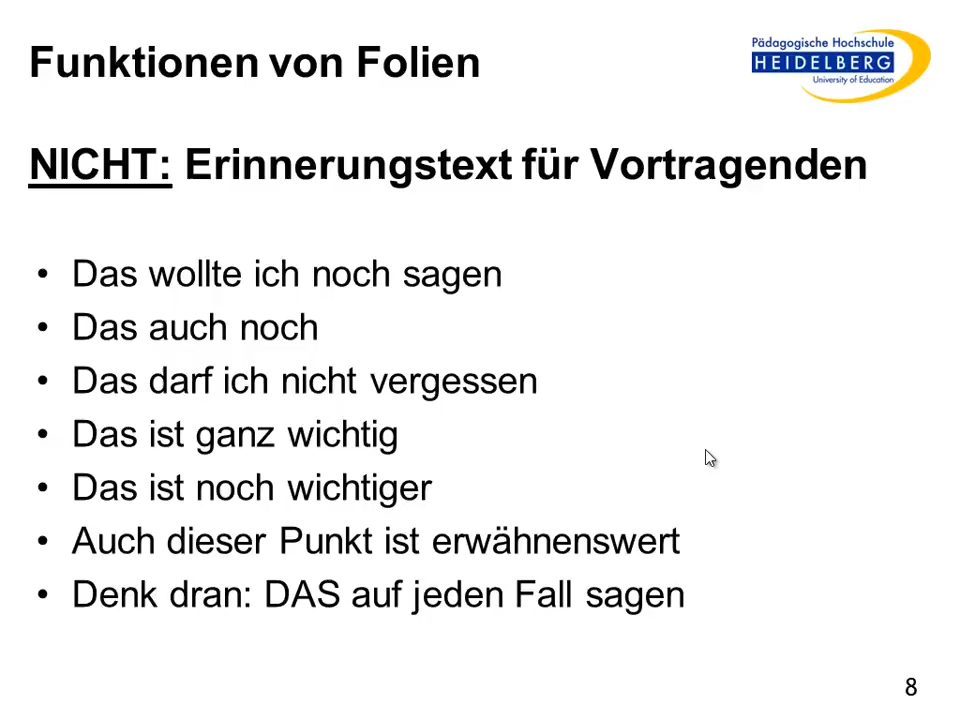 Funktionen von Folien
Pädagogische Hochschule
HEIDELBERG
University of Education
NICHT: Erinnerungstext für Vortragenden
• Das wollte ich noch sagen
• Das auch noch
• Das darf ich nicht vergessen
• Das ist ganz wichtig
• Das ist noch wichtiger
• Auch dieser Punkt ist erwähnenswert
• Denk dran: DAS auf jeden Fall sagen
8